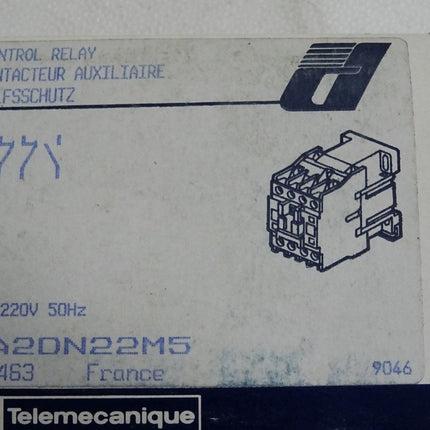 NTROL RELAY
NTACTEUR AUXILIAIRE
LFSSCHUTZ
220V 50Hz
A2DN22M5
463 France
9046
Telemecanique